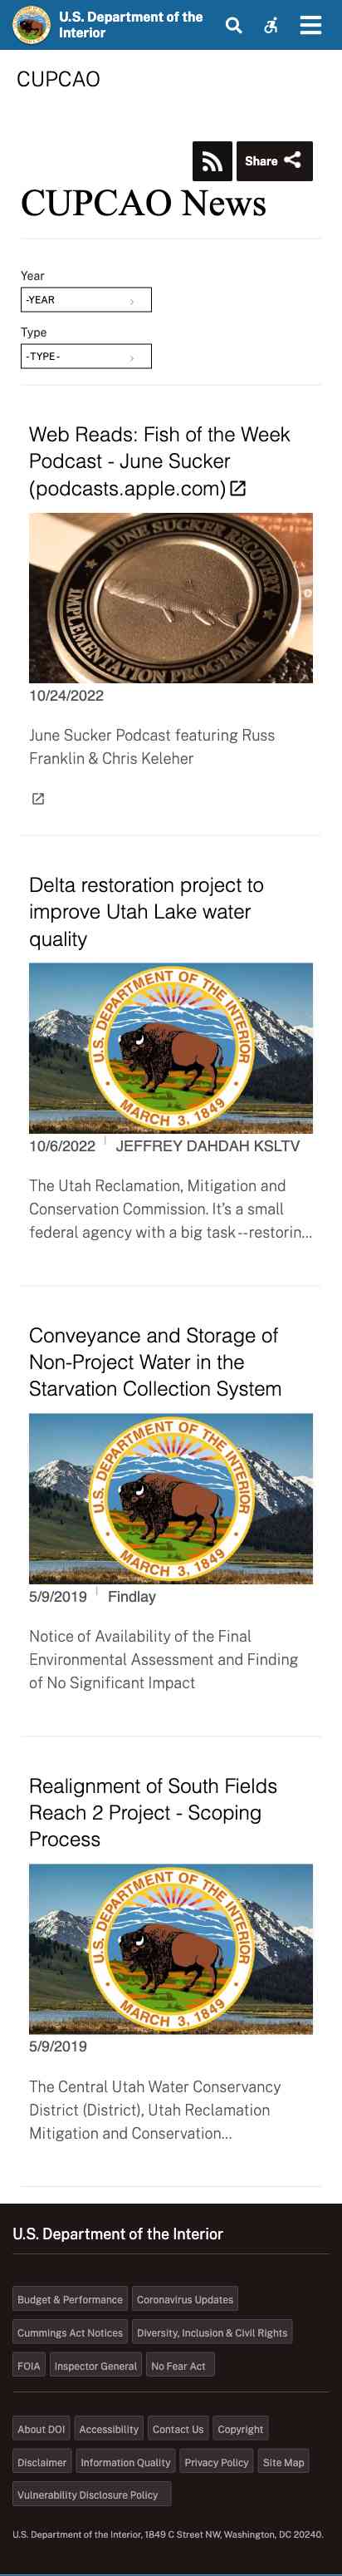 U.S. Department of the
Interior
CUPCAO
Share
CUPCAO News
Year
-YEAR
Type
- TYPE -
Web Reads: Fish of the Week
Podcast - June Sucker
(podcasts.apple.com)
JUNE SUCKER RECOVERY
IMPLEMENTATION PROGRAM
10/24/2022
June Sucker Podcast featuring Russ
Franklin & Chris Keleher
Delta restoration project to
improve Utah Lake water
quality
U.S. DEPARTMENT OF THE INTERIOR
MARCH 3, 1849
10/6/2022 | JEFFREY DAHDAH KSLTV
The Utah Reclamation, Mitigation and
Conservation Commission. It’s a small
federal agency with a big task--restorin...
Conveyance and Storage of
Non-Project Water in the
Starvation Collection System
U.S. DEPARTMENT OF THE INTERIOR
MARCH 3, 1849
5/9/2019 | Findlay
Notice of Availability of the Final
Environmental Assessment and Finding
of No Significant Impact
Realignment of South Fields
Reach 2 Project - Scoping
Process
U.S. DEPARTMENT OF THE INTERIOR
MARCH 3, 1849
5/9/2019
The Central Utah Water Conservancy
District (District), Utah Reclamation
Mitigation and Conservation...
U.S. Department of the Interior
Budget & Performance Coronavirus Updates
Cummings Act Notices Diversity, Inclusion & Civil Rights
FOIA Inspector General No Fear Act
About DOI Accessibility Contact Us Copyright
Disclaimer Information Quality Privacy Policy Site Map
Vulnerability Disclosure Policy
U.S. Department of the Interior, 1849 C Street NW, Washington, DC 20240.